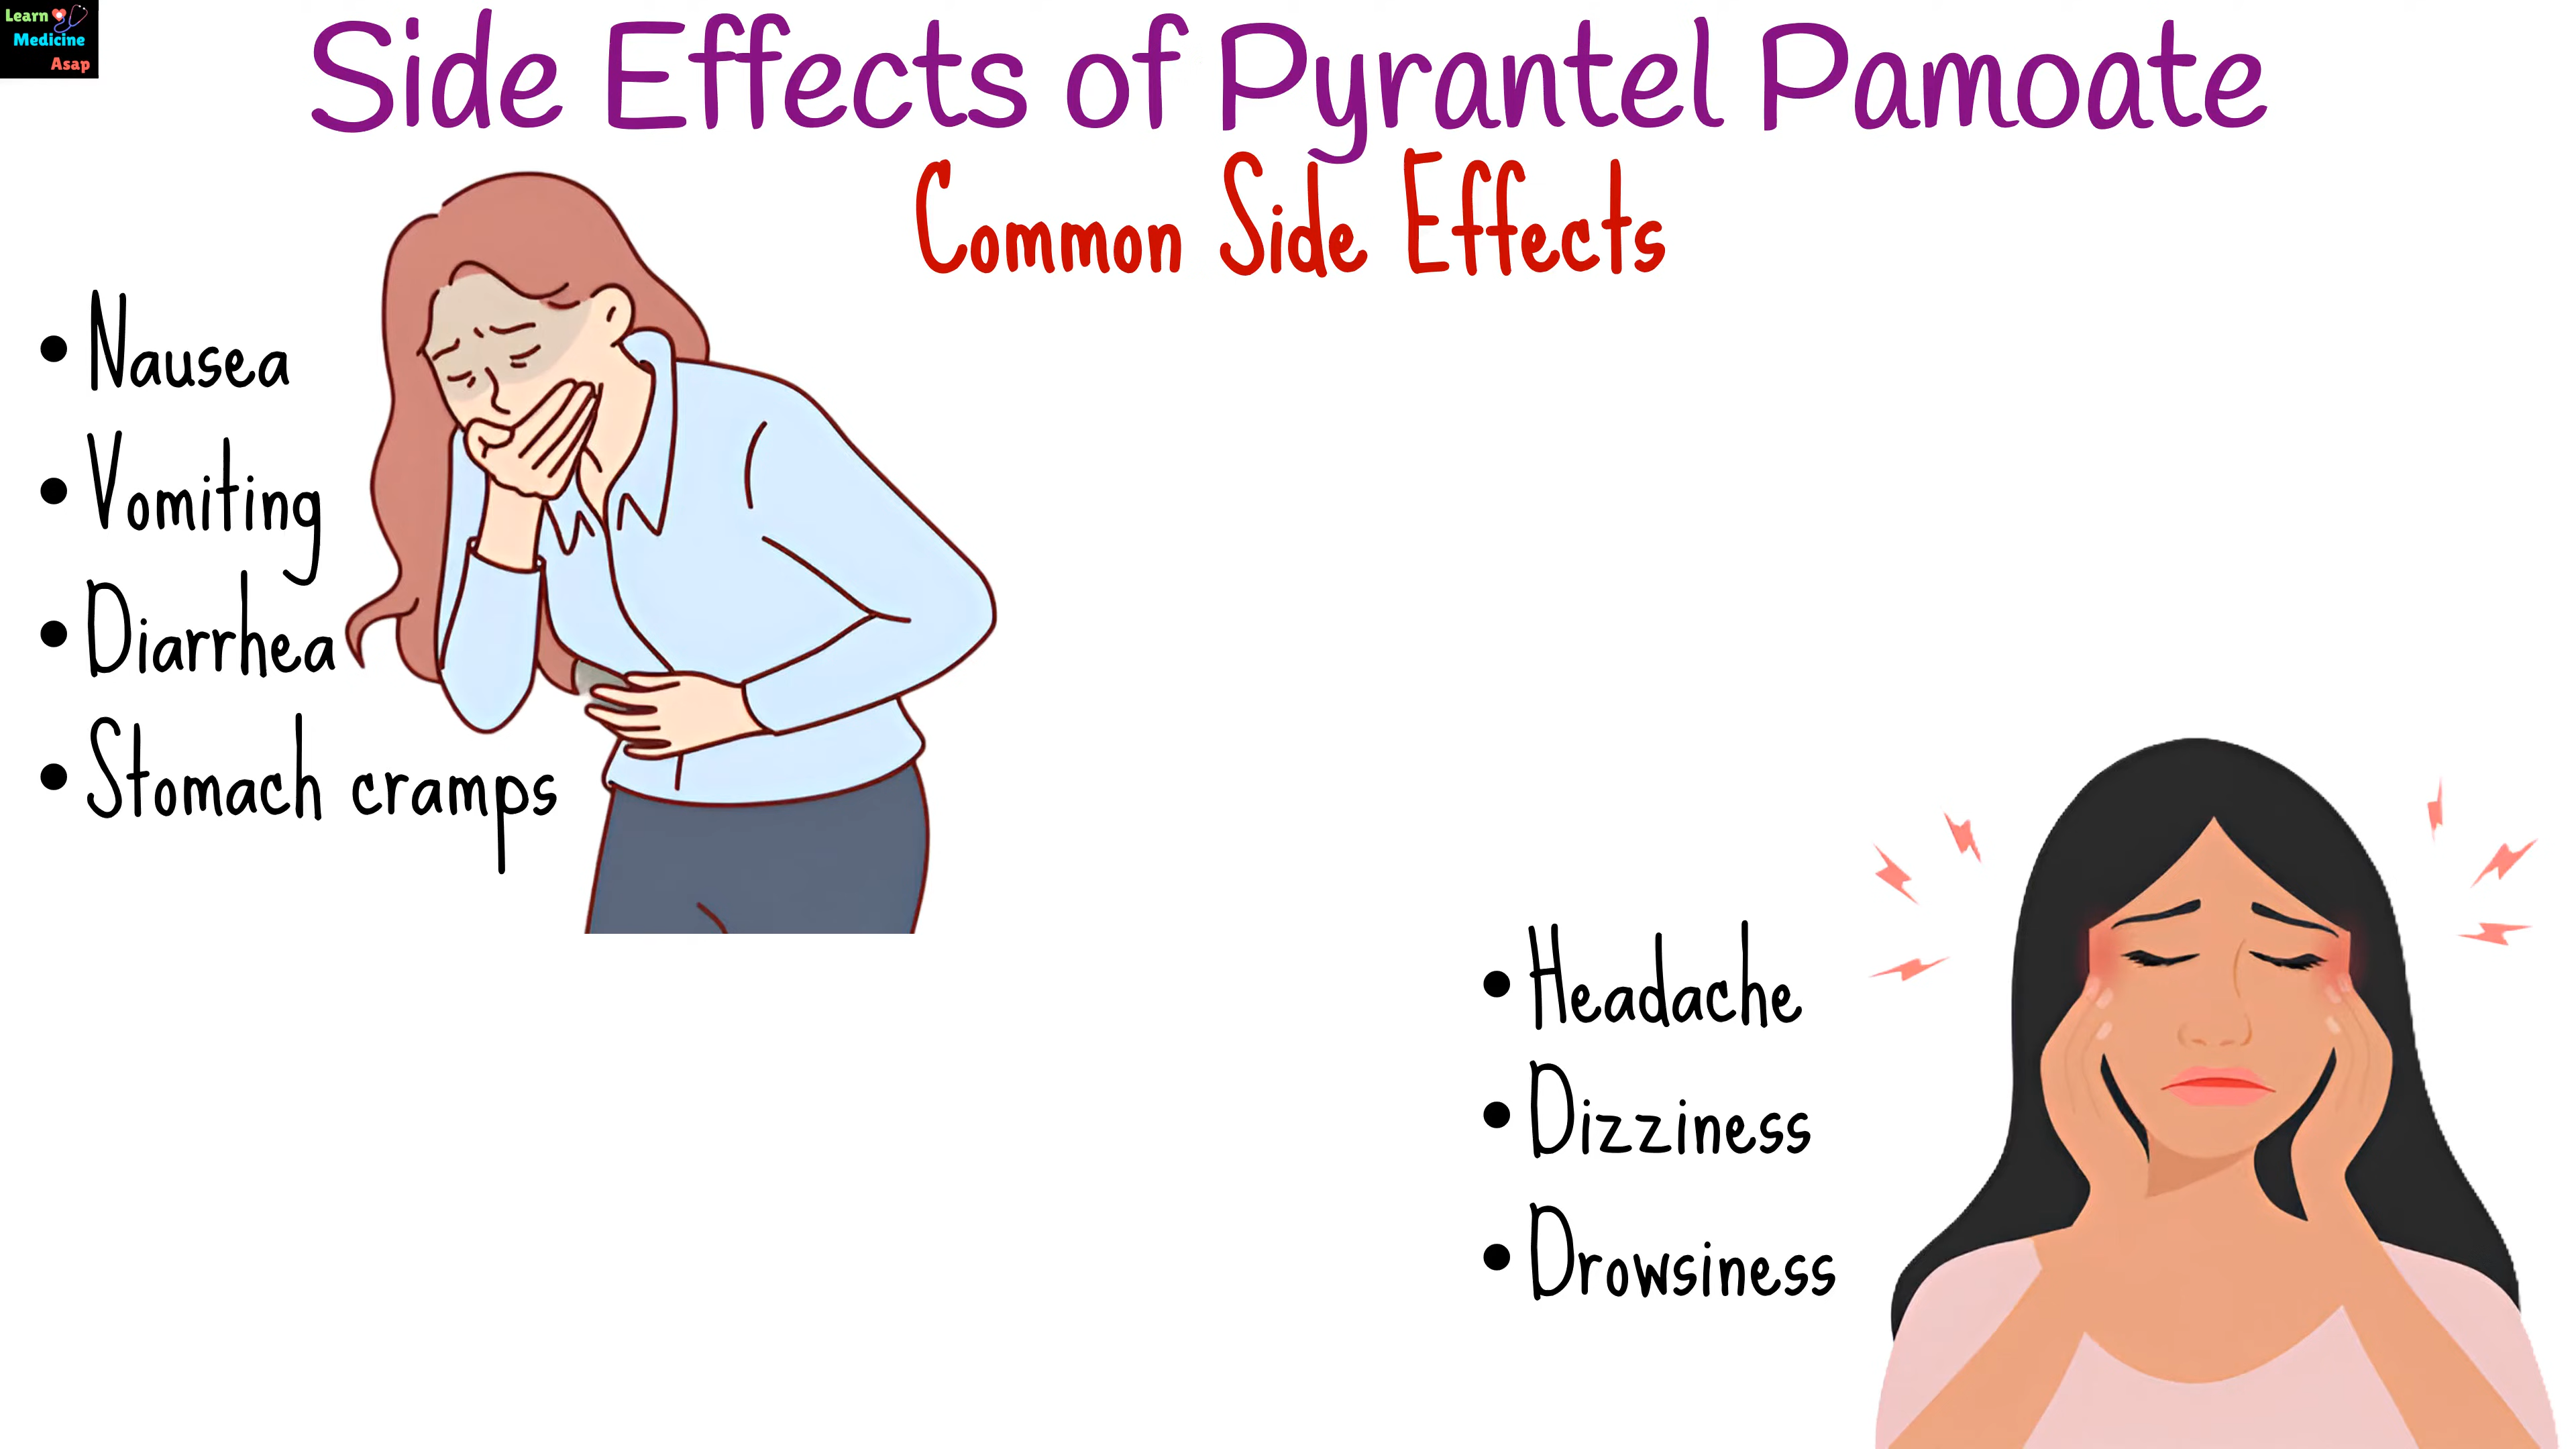 Learn
Medicine
Asap
Side Effects of Pyrantel Pamoate
Common Side Effects
• Nausea
• Vomiting
• Diarrhea
• Stomach cramps
• Headache
• Dizziness
• Drowsiness